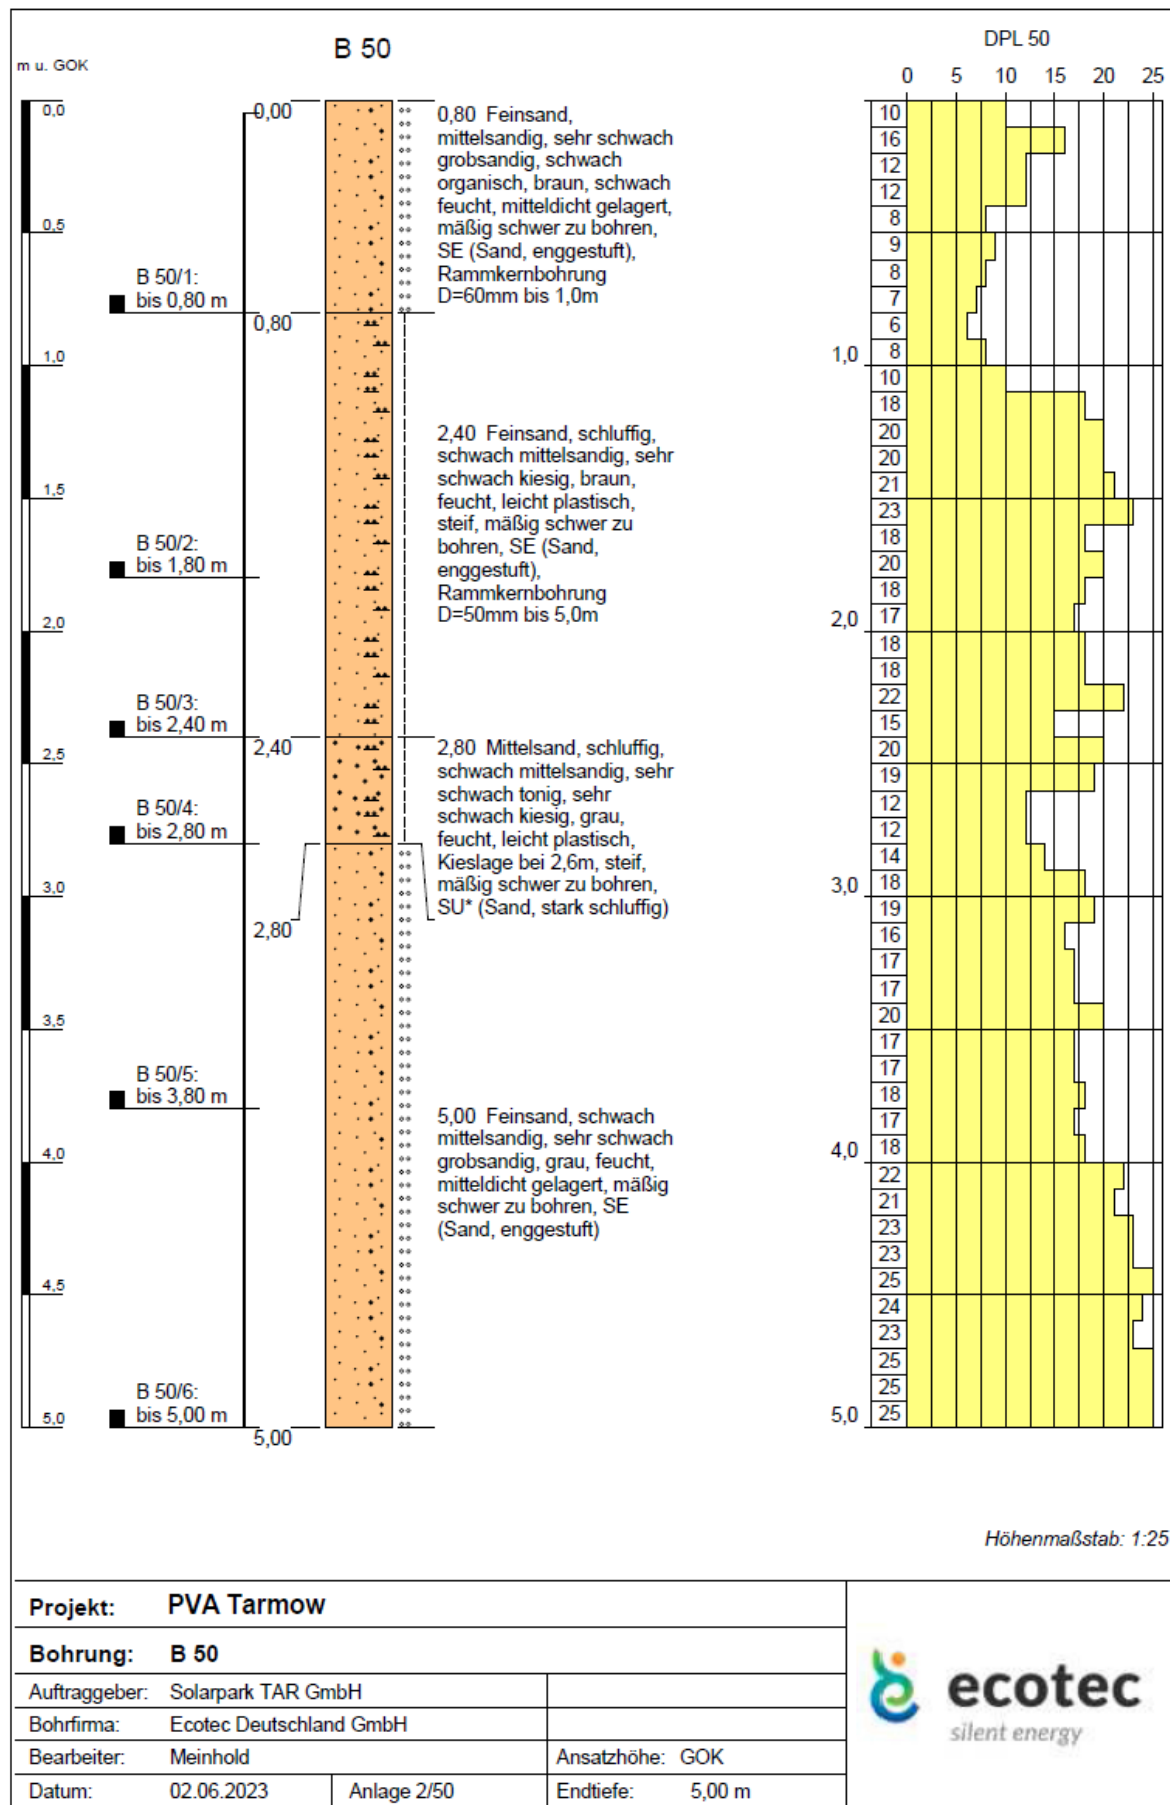 B 50
DPL 50
m u. GOK
0 5 10 15 20 25
0,0
0,5
1,0
1,5
2,0
2,5
3,0
3,5
4,0
4,5
5,0
B 50/1:
bis 0,80 m
B 50/2:
bis 1,80 m
B 50/3:
bis 2,40 m
B 50/4:
bis 2,80 m
B 50/5:
bis 3,80 m
B 50/6:
bis 5,00 m
0,00
0,80
2,40
2,80
5,00
0,80 Feinsand,
mittelsandig, sehr schwach
grobsandig, schwach
organisch, braun, schwach
feucht, mitteldicht gelagert,
mäßig schwer zu bohren,
SE (Sand, enggestuft),
Rammkernbohrung
D=60mm bis 1,0m
2,40 Feinsand, schluffig,
schwach mittelsandig, sehr
schwach kiesig, braun,
feucht, leicht plastisch,
steif, mäßig schwer zu
bohren, SE (Sand,
enggestuft),
Rammkernbohrung
D=50mm bis 5,0m
2,80 Mittelsand, schluffig,
schwach mittelsandig, sehr
schwach tonig, sehr
schwach kiesig, grau,
feucht, leicht plastisch,
Kieslage bei 2,6m, steif,
mäßig schwer zu bohren,
SU* (Sand, stark schluffig)
5,00 Feinsand, schwach
mittelsandig, sehr schwach
grobsandig, grau, feucht,
mitteldicht gelagert, mäßig
schwer zu bohren, SE
(Sand, enggestuft)
10
16
12
12
8
9
8
7
6
1,0 8
10
18
20
20
21
23
18
20
18
2,0 17
18
18
22
15
20
19
12
12
14
3,0 18
19
16
17
17
20
17
17
18
17
4,0 18
22
21
23
23
25
24
23
25
25
5,0 25
Höhenmaßstab: 1:25
Projekt: PVA Tarmow
Bohrung: B 50
Auftraggeber: Solarpark TAR GmbH
Bohrfirma: Ecotec Deutschland GmbH
Bearbeiter: Meinhold Ansatzhöhe: GOK
Datum: 02.06.2023 Anlage 2/50 Endtiefe: 5,00 m
ecotec
silent energy